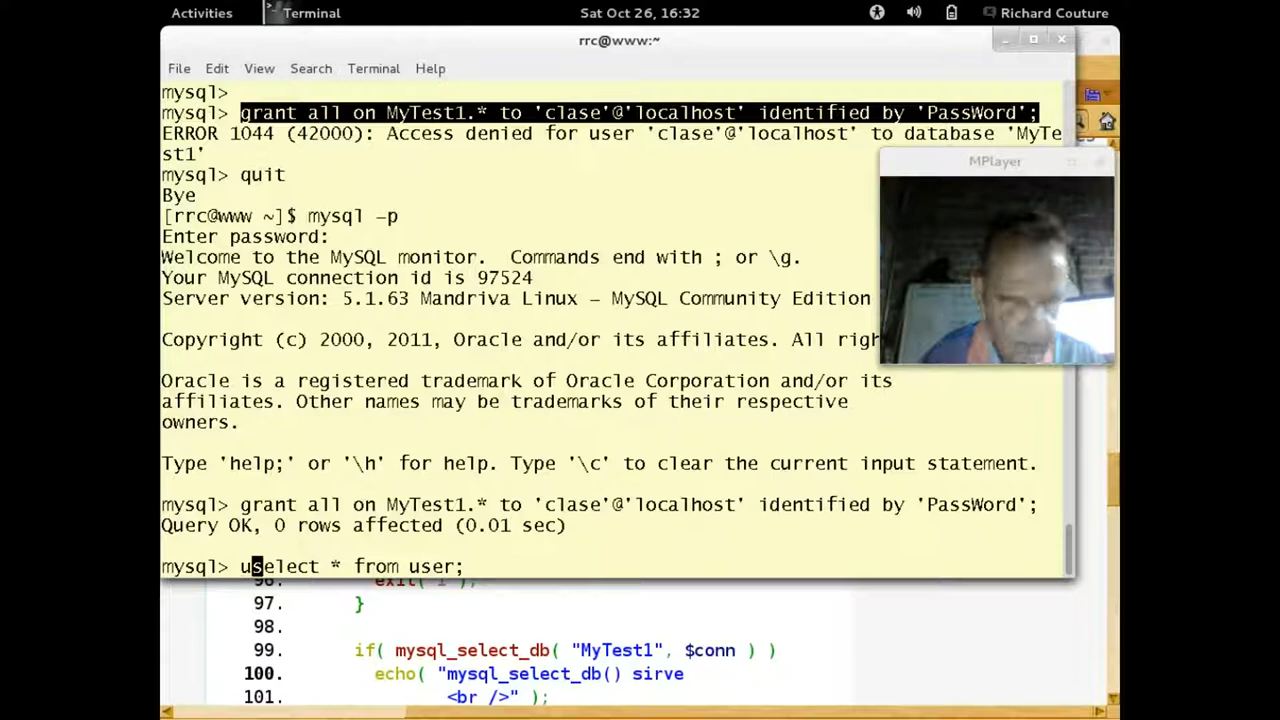 Activities Terminal Sat Oct 26, 16:32 Richard Couture
rrc@www:~
File Edit View Search Terminal Help
mysql>
mysql> grant all on MyTest1.* to 'clase'@'localhost' identified by 'PassWord';
ERROR 1044 (42000): Access denied for user 'clase'@'localhost' to database 'MyTe
st1'
MPlayer
mysql> quit
Bye
[rrc@www ~]$ mysql -p
Enter password:
Welcome to the MySQL monitor. Commands end with ; or \g.
Your MySQL connection id is 97524
Server version: 5.1.63 Mandriva Linux - MySQL Community Edition
Copyright (c) 2000, 2011, Oracle and/or its affiliates. All righ
Oracle is a registered trademark of Oracle Corporation and/or its
affiliates. Other names may be trademarks of their respective
owners.
Type 'help;' or '\h' for help. Type '\c' to clear the current input statement.
mysql> grant all on MyTest1.* to 'clase'@'localhost' identified by 'PassWord';
Query OK, 0 rows affected (0.01 sec)
mysql> uselect * from user;
96. exit( 1 );
97. }
98.
99. if( mysql_select_db( "MyTest1", $conn ) )
100. echo( "mysql_select_db() sirve
101. <br />" );